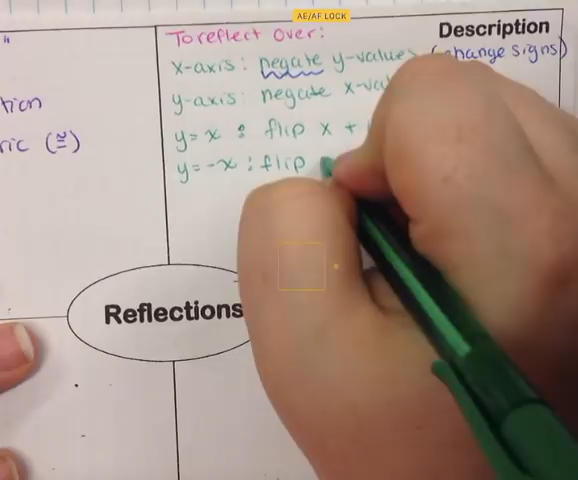 AE/AF LOCK
Description
To reflect over:
x-axis: negate y-values (change signs)
y-axis: negate
tion
y=x : flip x +
ric (≅)
y=-x : flip
Reflections